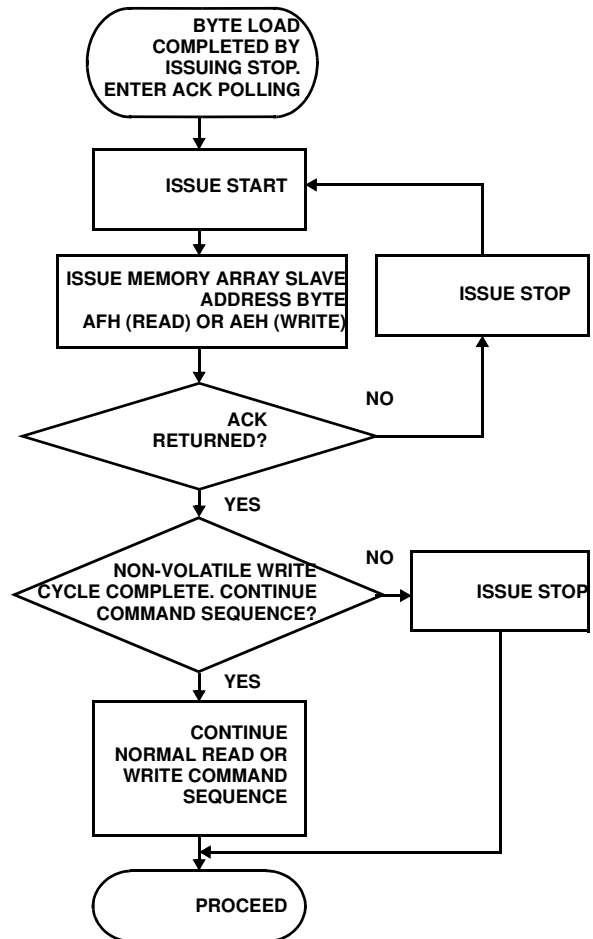 BYTE LOAD
COMPLETED BY
ISSUING STOP.
ENTER ACK POLLING
ISSUE START
ISSUE MEMORY ARRAY SLAVE
ADDRESS BYTE
AFH (READ) OR AEH (WRITE)
ISSUE STOP
ACK
RETURNED?
NO
YES
NON-VOLATILE WRITE
CYCLE COMPLETE. CONTINUE
COMMAND SEQUENCE?
NO
ISSUE STOP
YES
CONTINUE
NORMAL READ OR
WRITE COMMAND
SEQUENCE
PROCEED